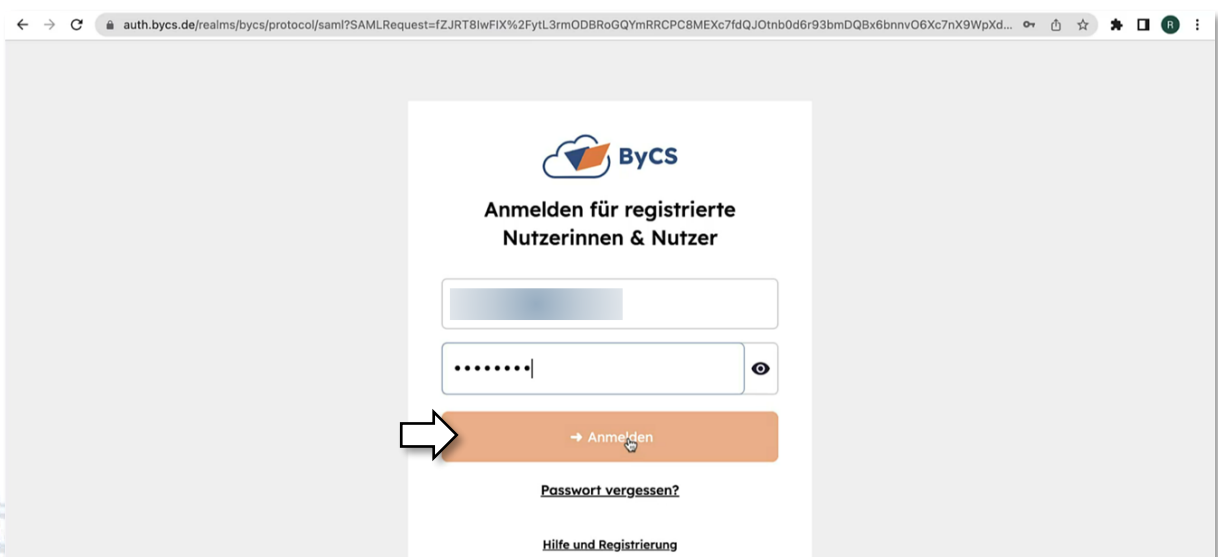 auth.bycs.de/realms/bycs/protocol/saml?SAMLRequest=fZJRT8IwFIX%2FytL3rmODBRoGQYmRRCPC8MEXc7fdQJOtnb0d6r93bmDQBx6bnnvO6Xc7nX9WpXd... R
ByCS
Anmelden für registrierte
Nutzerinnen & Nutzer
••••••••
➔ Anmelden
Passwort vergessen?
Hilfe und Registrierung